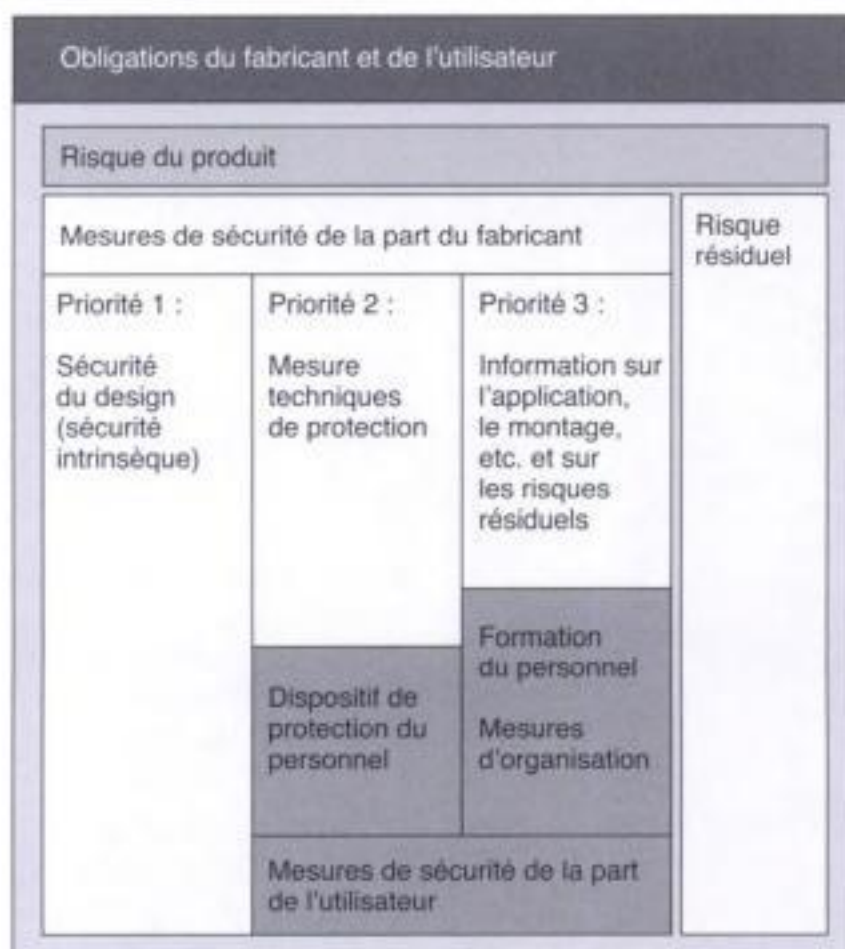 Obligations du fabricant et de l'utilisateur
Risque du produit
Mesures de sécurité de la part du fabricant
Risque
résiduel
Priorité 1 :
Sécurité
du design
(sécurité
intrinsèque)
Priorité 2 :
Mesure
techniques
de protection
Priorité 3 :
Information sur
l'application,
le montage,
etc. et sur
les risques
résiduels
Dispositif de
protection du
personnel
Formation
du personnel
Mesures
d'organisation
Mesures de sécurité de la part
de l'utilisateur